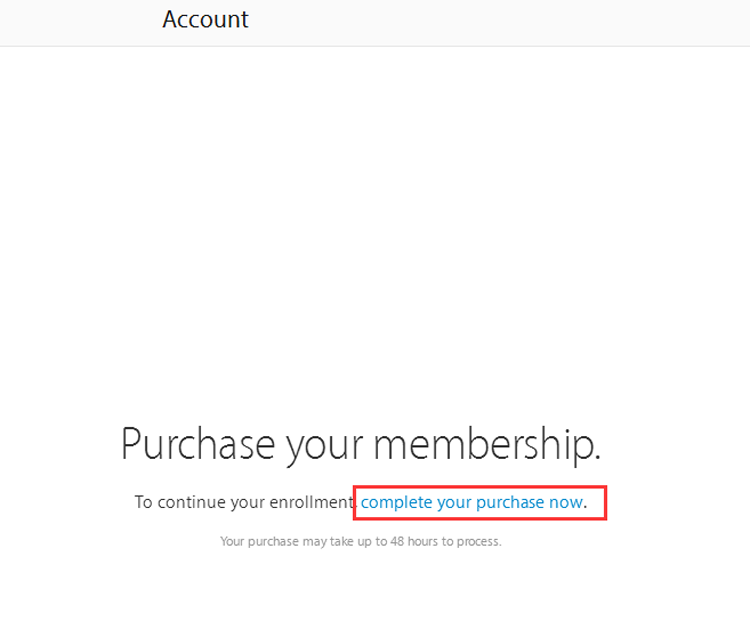 Account
Purchase your membership.
To continue your enrollment, complete your purchase now.
Your purchase may take up to 48 hours to process.